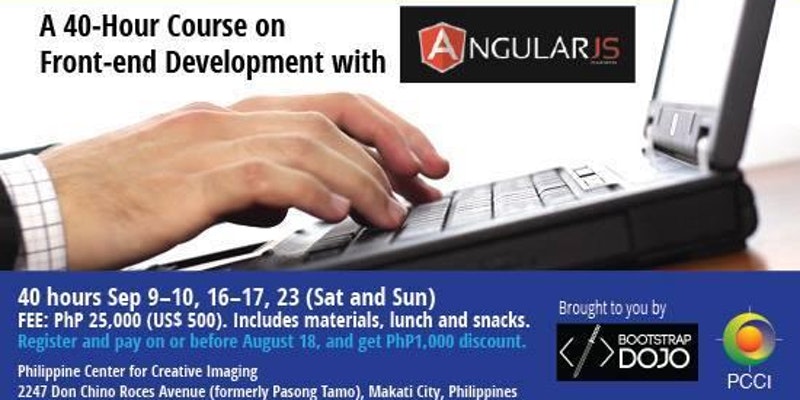 A 40-Hour Course on
Front-end Development with
ANGULARJS
40 hours Sep 9–10, 16–17, 23 (Sat and Sun)
FEE: PhP 25,000 (US$ 500). Includes materials, lunch and snacks.
Register and pay on or before August 18, and get PhP1,000 discount.
Philippine Center for Creative Imaging
2247 Don Chino Roces Avenue (formerly Pasong Tamo), Makati City, Philippines
Brought to you by
BOOTSTRAP
DOJO
PCCI